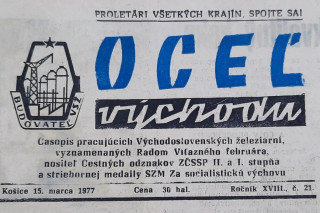 PROLETÁRI VŠETKÝCH KRAJÍN, SPOJTE SA!
BUDOVATEĽ VSŽ
OCEĽ
východu
Časopis pracujúcich Východoslovenských železiarní,
vyznamenaných Radom Víťazného februára,
nositeľ Čestných odznakov ZČSSP II. a I. stupňa
a striebornej medaily SZM Za socialistickú výchovu
Košice 15. marca 1977 Cena 36 hal. Ročník XVIII., č. 21